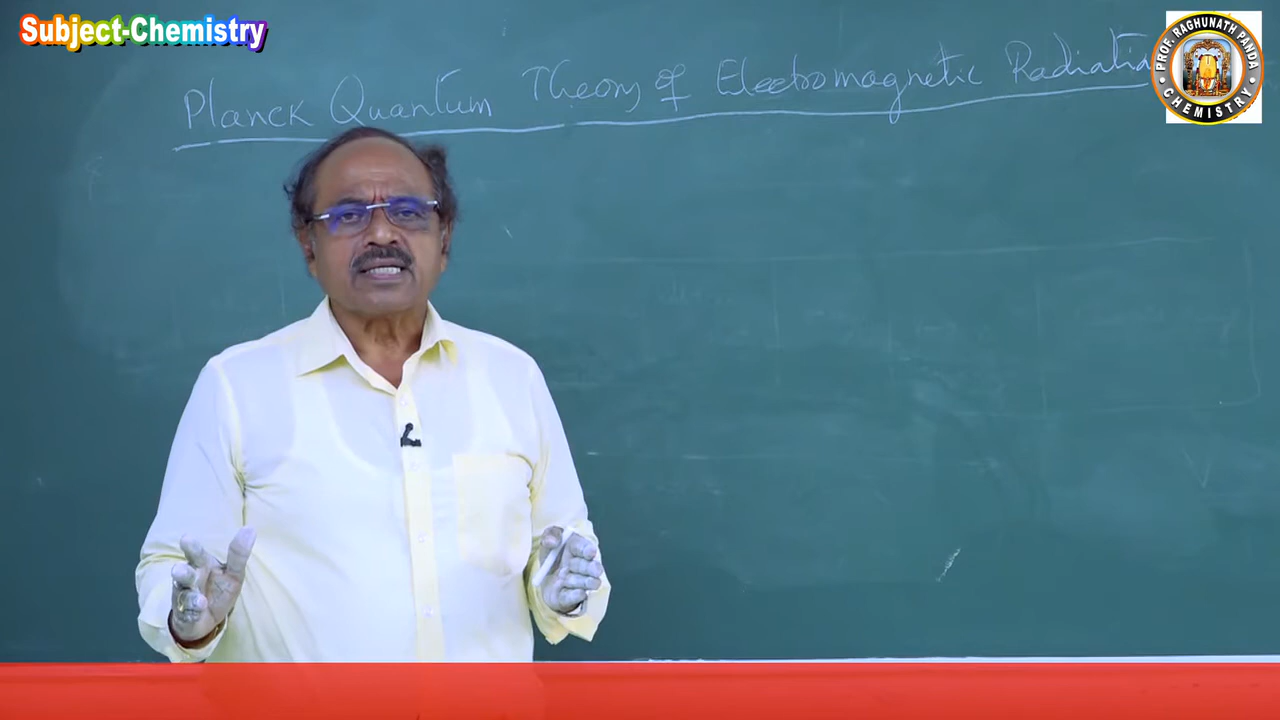 Subject-Chemistry
Planck Quantum Theory of Electromagnetic Radiatio
PROF. RAGHUNATH PANDA
CHEMISTRY